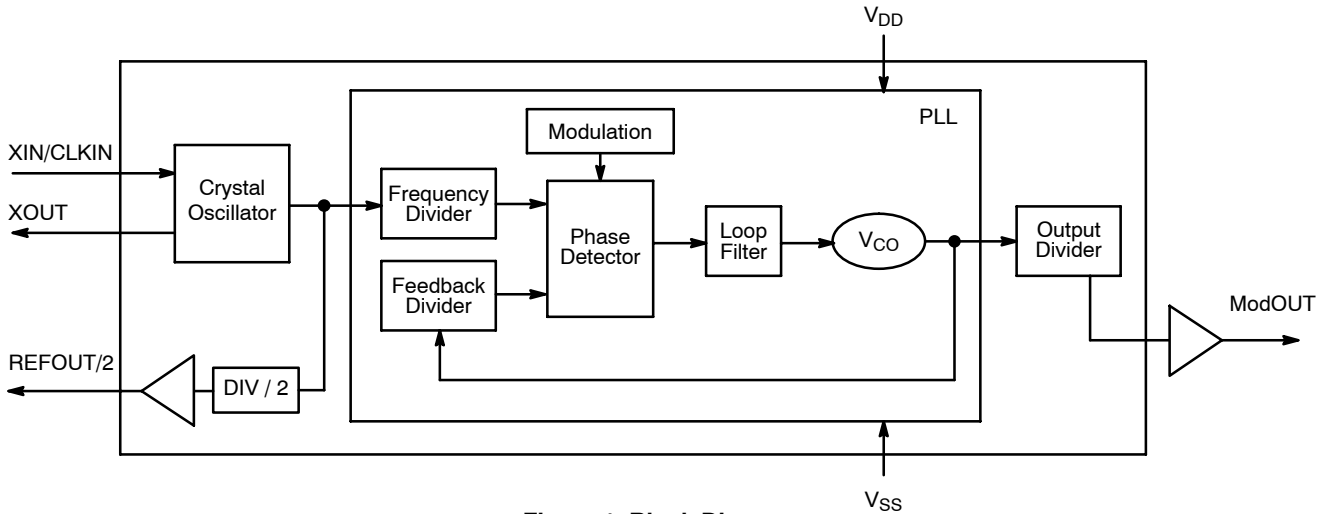 VDD
PLL
Modulation
XIN/CLKIN
Crystal
Oscillator
XOUT
Frequency
Divider
Phase
Detector
Loop
Filter
VCO
Output
Divider
Feedback
Divider
ModOUT
REFOUT/2
DIV / 2
VSS